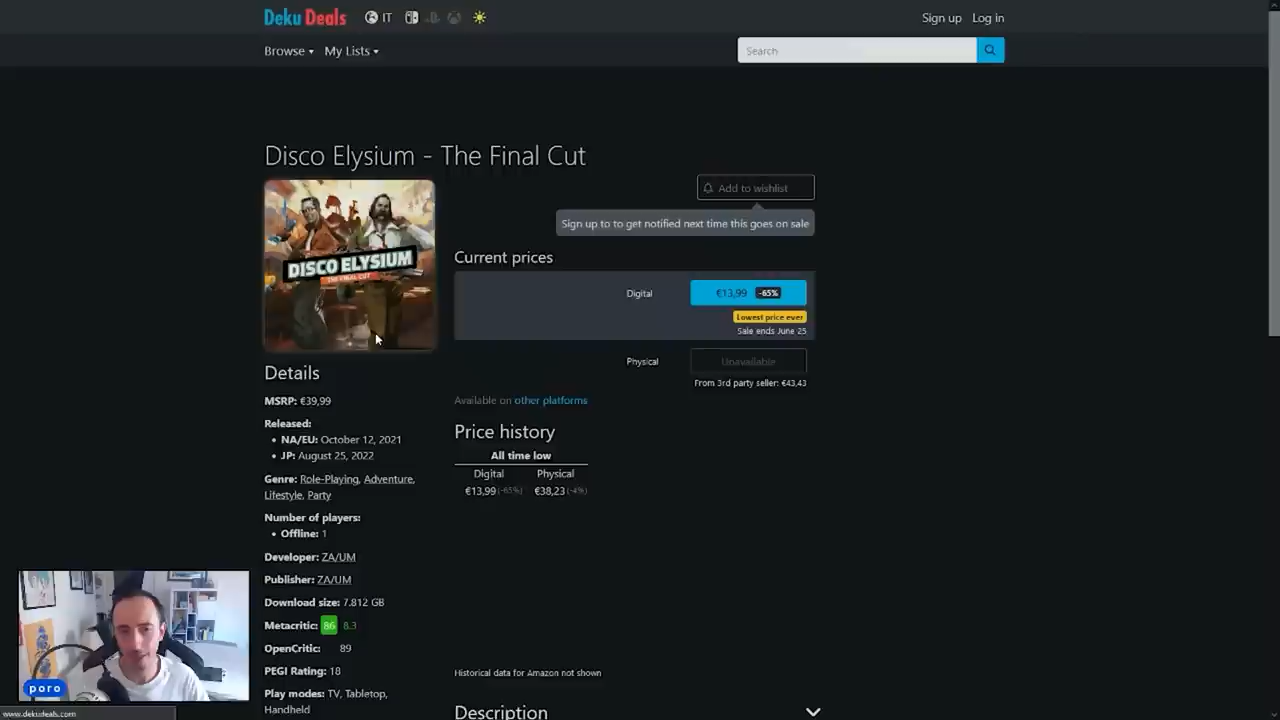 Deku Deals
IT
Sign up
Log in
Browse
My Lists
Search
Disco Elysium - The Final Cut
Add to wishlist
Sign up to to get notified next time this goes on sale
DISCO ELYSIUM
THE FINAL CUT
Current prices
Digital
€13,99 -65%
Lowest price ever
Sale ends June 25
Physical
Unavailable
From 3rd party seller: €43,43
Available on other platforms
Price history
All time low
Digital Physical
€13,99 (-65%) €38,23 (-4%)
Historical data for Amazon not shown
Description
Details
MSRP: €39,99
Released:
• NA/EU: October 12, 2021
• JP: August 25, 2022
Genre: Role-Playing, Adventure,
Lifestyle, Party
Number of players:
• Offline: 1
Developer: ZA/UM
Publisher: ZA/UM
Download size: 7.812 GB
Metacritic: 86 8.3
OpenCritic: 89
PEGI Rating: 18
Play modes: TV, Tabletop,
Handheld
poro
www.dekudeals.com